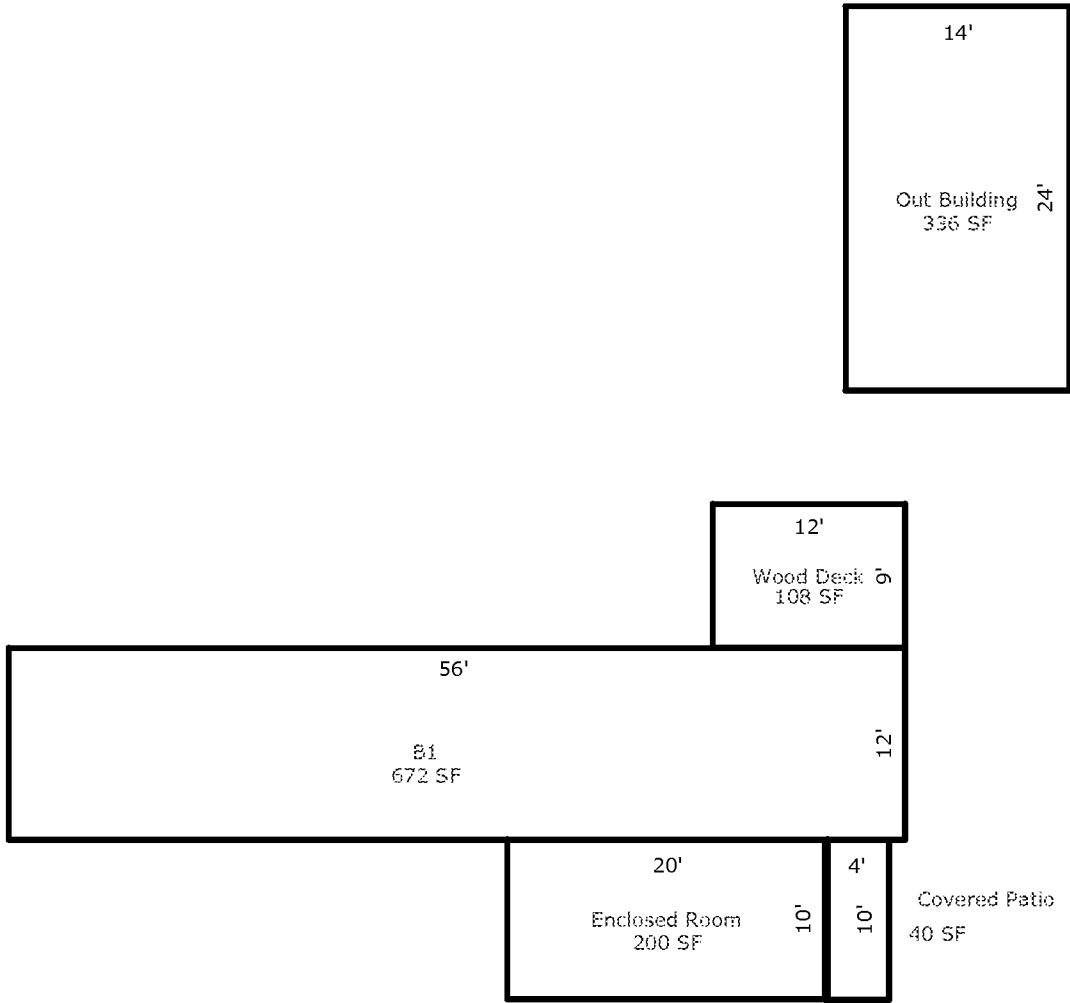 14'
Out Building
336 SF
24'
12'
Wood Deck
108 SF
9'
56'
B1
672 SF
12'
20'
Enclosed Room
200 SF
10'
4'
10'
Covered Patio
40 SF